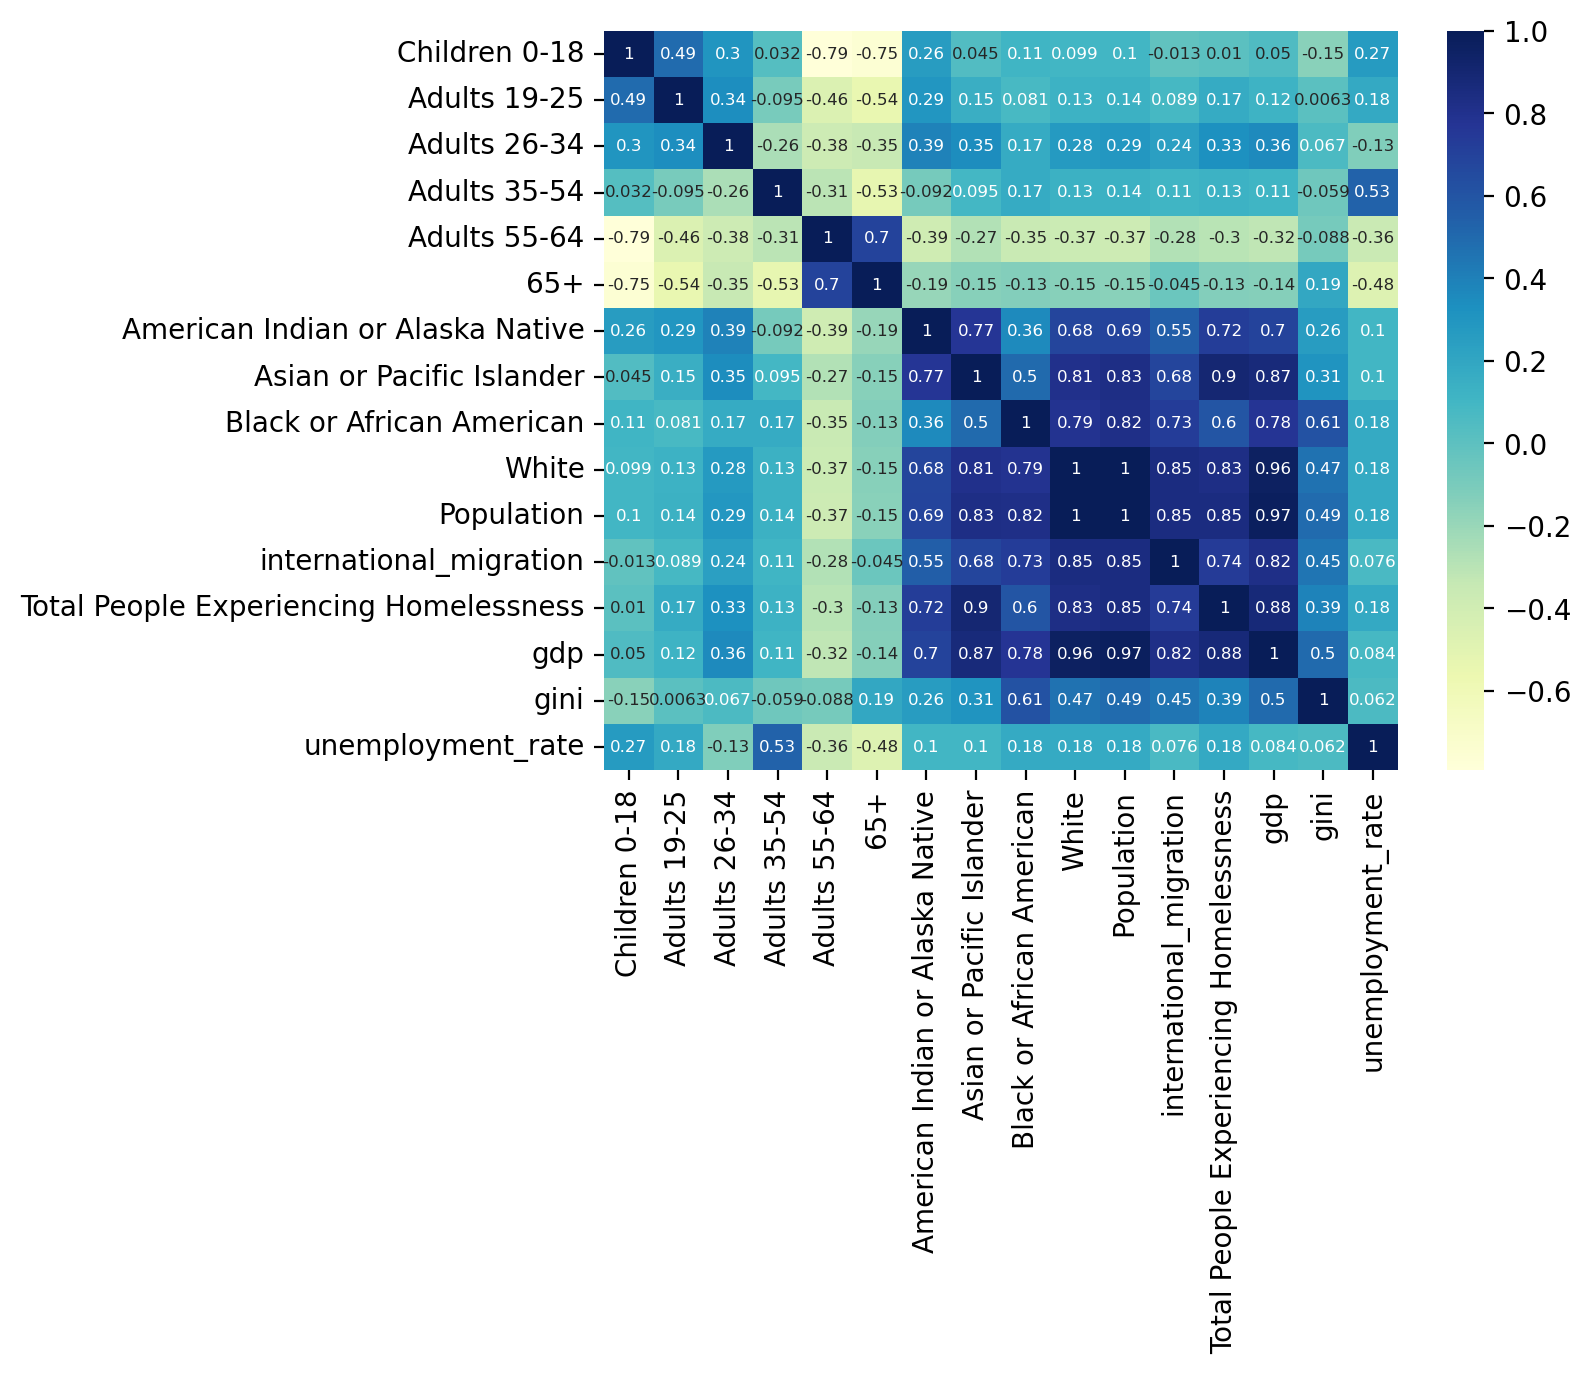 Children 0-18 1 0.49 0.3 0.032 -0.79 -0.75 0.26 0.045 0.11 0.099 0.1 -0.013 0.01 0.05 -0.15 0.27
Adults 19-25 0.49 1 0.34 -0.095 -0.46 -0.54 0.29 0.15 0.081 0.13 0.14 0.089 0.17 0.12 0.0063 0.18
Adults 26-34 0.3 0.34 1 -0.26 -0.38 -0.35 0.39 0.35 0.17 0.28 0.29 0.24 0.33 0.36 0.067 -0.13
Adults 35-54 0.032 -0.095 -0.26 1 -0.31 -0.53 -0.092 0.095 0.17 0.13 0.14 0.11 0.13 0.11 -0.059 0.53
Adults 55-64 -0.79 -0.46 -0.38 -0.31 1 0.7 -0.39 -0.27 -0.35 -0.37 -0.37 -0.28 -0.3 -0.32 -0.088 -0.36
65+ -0.75 -0.54 -0.35 -0.53 0.7 1 -0.19 -0.15 -0.13 -0.15 -0.15 -0.045 -0.13 -0.14 0.19 -0.48
American Indian or Alaska Native 0.26 0.29 0.39 -0.092 -0.39 -0.19 1 0.77 0.36 0.68 0.69 0.55 0.72 0.7 0.26 0.1
Asian or Pacific Islander 0.045 0.15 0.35 0.095 -0.27 -0.15 0.77 1 0.5 0.81 0.83 0.68 0.9 0.87 0.31 0.1
Black or African American 0.11 0.081 0.17 0.17 -0.35 -0.13 0.36 0.5 1 0.79 0.82 0.73 0.6 0.78 0.61 0.18
White 0.099 0.13 0.28 0.13 -0.37 -0.15 0.68 0.81 0.79 1 1 0.85 0.83 0.96 0.47 0.18
Population 0.1 0.14 0.29 0.14 -0.37 -0.15 0.69 0.83 0.82 1 1 0.85 0.85 0.97 0.49 0.18
international_migration -0.013 0.089 0.24 0.11 -0.28 -0.045 0.55 0.68 0.73 0.85 0.85 1 0.74 0.82 0.45 0.076
Total People Experiencing Homelessness 0.01 0.17 0.33 0.13 -0.3 -0.13 0.72 0.9 0.6 0.83 0.85 0.74 1 0.88 0.39 0.18
gdp 0.05 0.12 0.36 0.11 -0.32 -0.14 0.7 0.87 0.78 0.96 0.97 0.82 0.88 1 0.5 0.084
gini -0.15 0.0063 0.067 -0.059 -0.088 0.19 0.26 0.31 0.61 0.47 0.49 0.45 0.39 0.5 1 0.062
unemployment_rate 0.27 0.18 -0.13 0.53 -0.36 -0.48 0.1 0.1 0.18 0.18 0.18 0.076 0.18 0.084 0.062 1
Children 0-18
Adults 19-25
Adults 26-34
Adults 35-54
Adults 55-64
65+
American Indian or Alaska Native
Asian or Pacific Islander
Black or African American
White
Population
international_migration
Total People Experiencing Homelessness
gdp
gini
unemployment_rate
1.0
0.8
0.6
0.4
0.2
0.0
−0.2
−0.4
−0.6